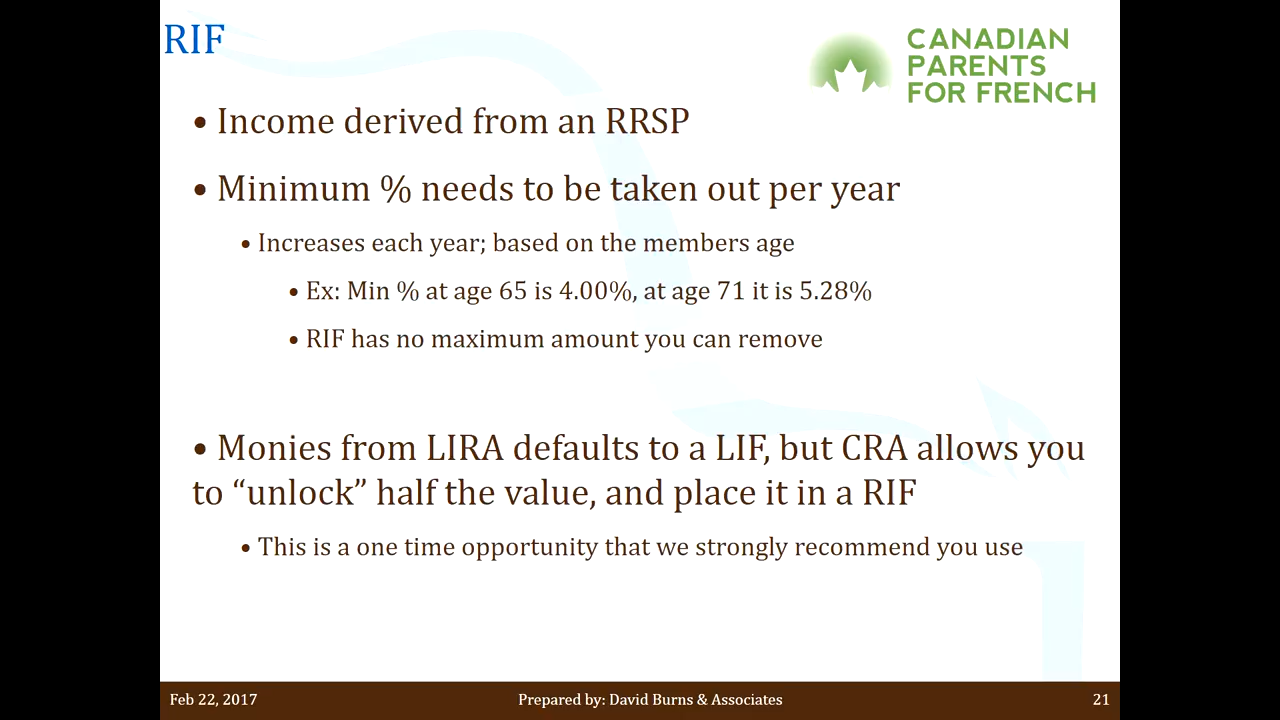 RIF
CANADIAN
PARENTS
FOR FRENCH
• Income derived from an RRSP
• Minimum % needs to be taken out per year
• Increases each year; based on the members age
• Ex: Min % at age 65 is 4.00%, at age 71 it is 5.28%
• RIF has no maximum amount you can remove
• Monies from LIRA defaults to a LIF, but CRA allows you
to “unlock” half the value, and place it in a RIF
• This is a one time opportunity that we strongly recommend you use
Feb 22, 2017
Prepared by: David Burns & Associates
21